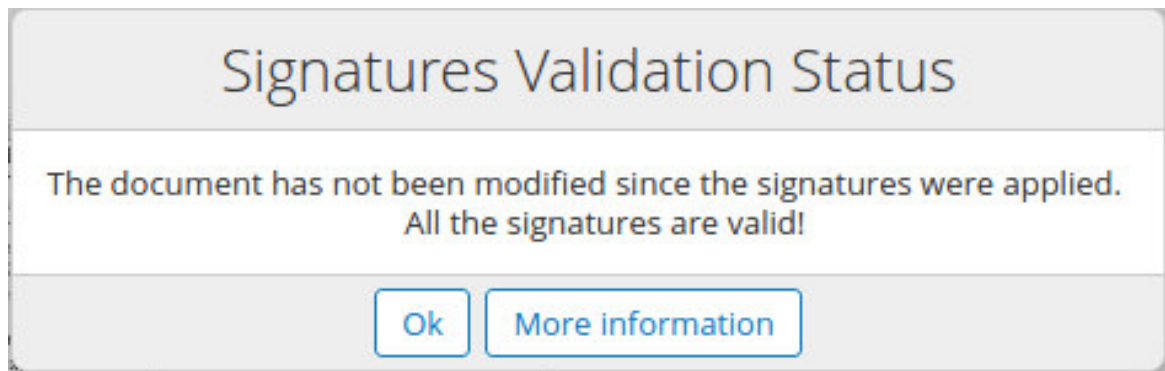 Signatures Validation Status
The document has not been modified since the signatures were applied.
All the signatures are valid!
Ok
More information